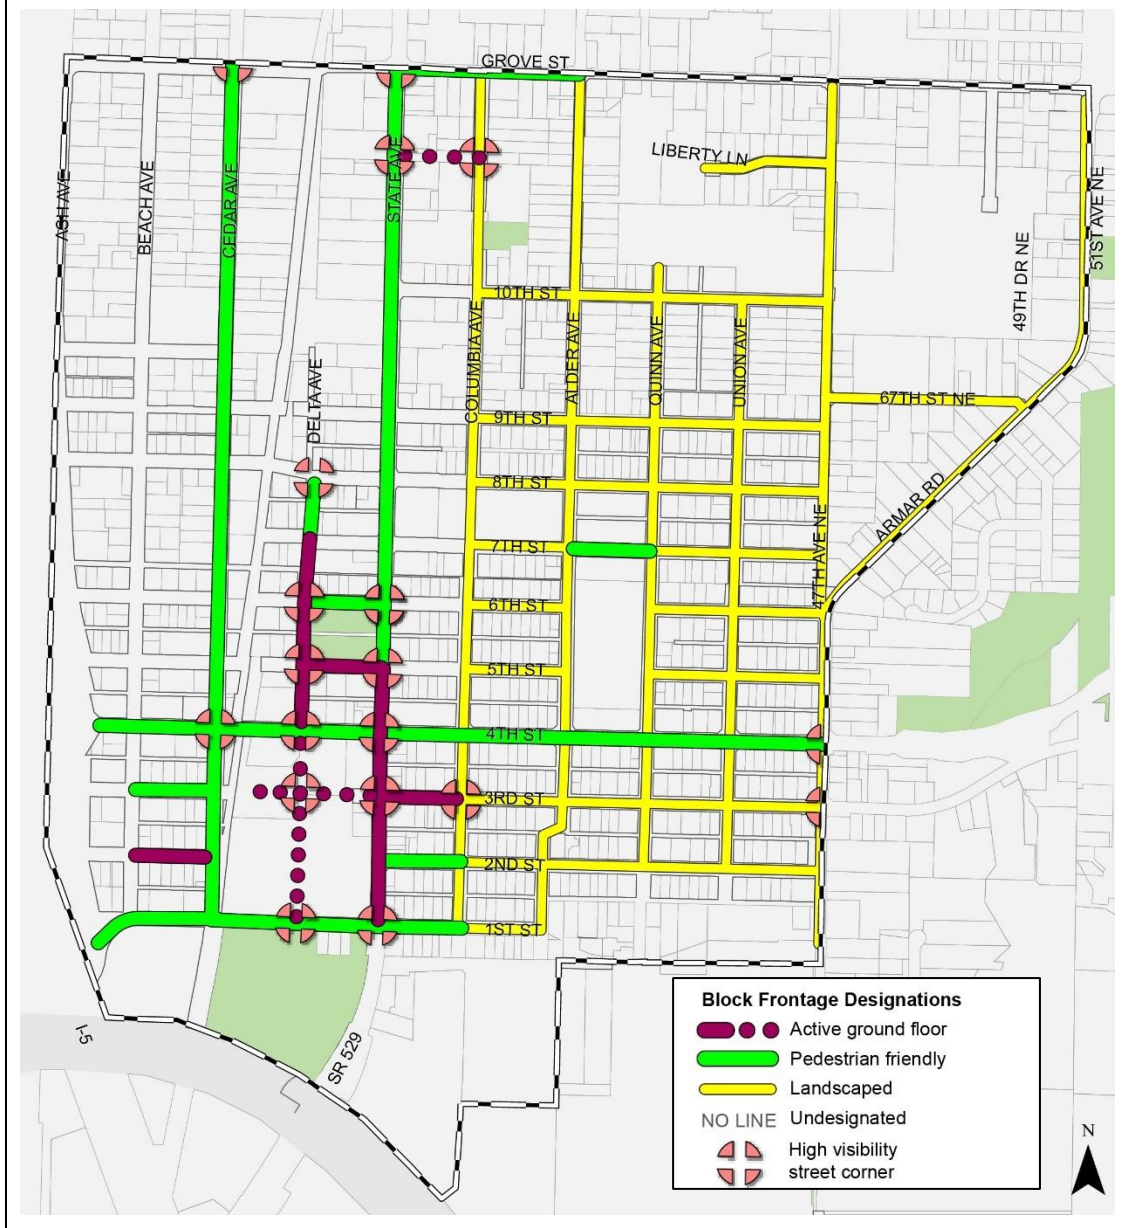 GROVE ST
LIBERTY LN
ASH AVE
BEACH AVE
CEDAR AVE
STATE AVE
51ST AVE NE
49TH DR NE
10TH ST
COLUMBIA AVE
ALDER AVE
QUINN AVE
UNION AVE
DELTA AVE
67TH ST NE
9TH ST
8TH ST
ARMAR RD
7TH ST
47TH AVE NE
6TH ST
5TH ST
4TH ST
3RD ST
2ND ST
1ST ST
I-5
SR 529
Block Frontage Designations
Active ground floor
Pedestrian friendly
Landscaped
NO LINE Undesignated
High visibility
street corner
N